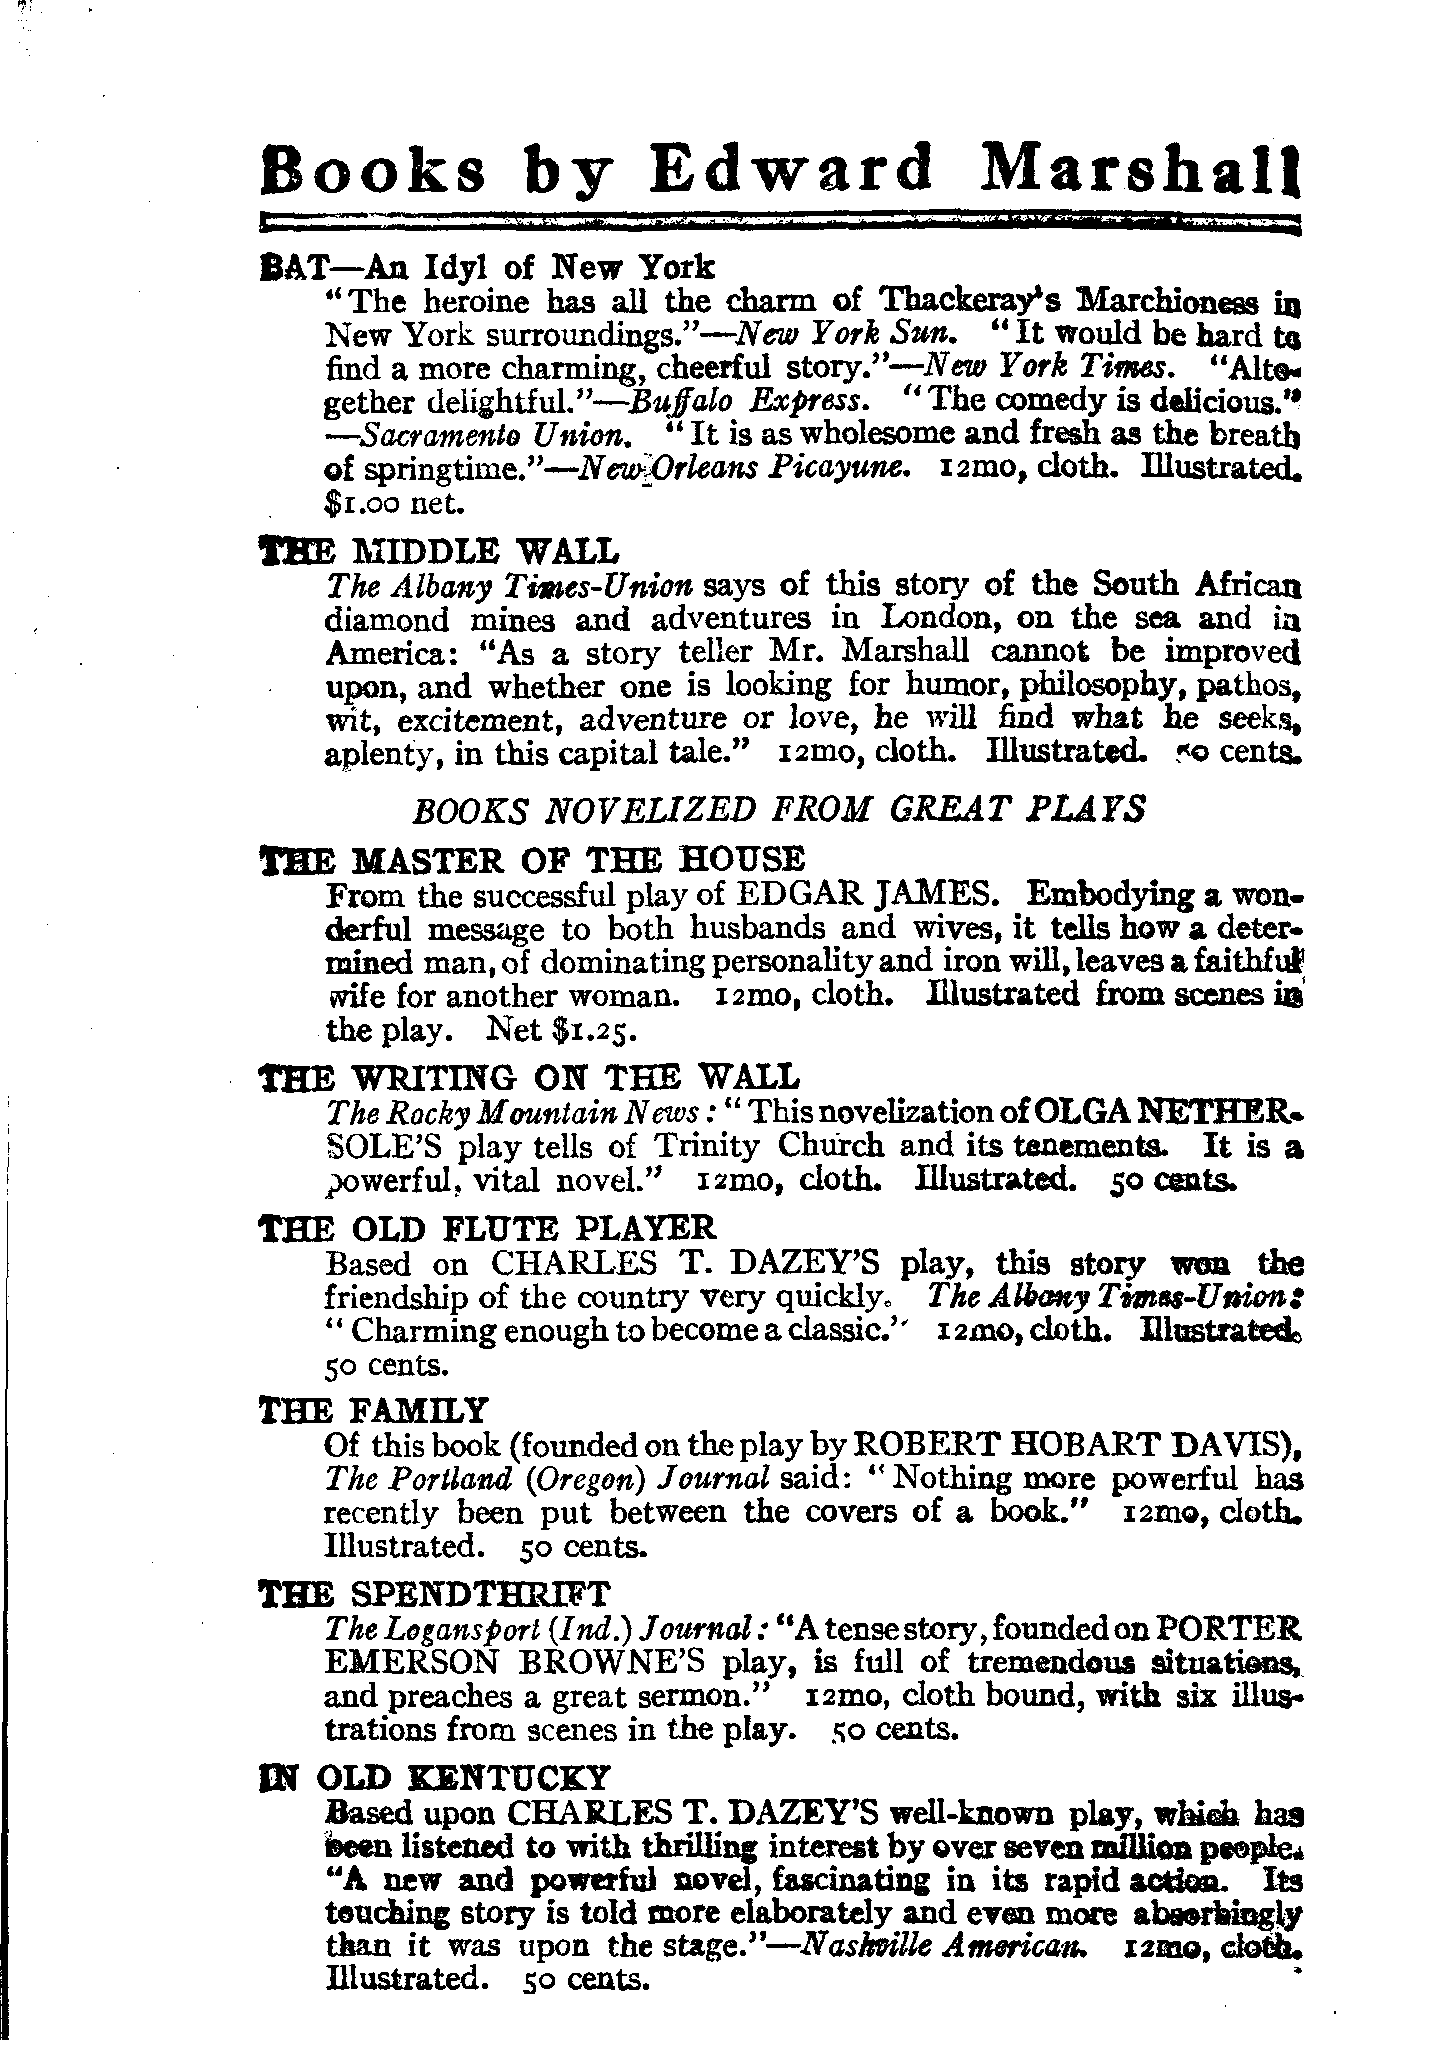 Books by Edward Marshall
BAT—An Idyl of New York
"The heroine has all the charm of Thackeray's Marchioness in
New York surroundings."—New York Sun. "It would be hard to
find a more charming, cheerful story."—New York Times. "Alto-
gether delightful."—Buffalo Express. "The comedy is delicious."
—Sacramento Union. "It is as wholesome and fresh as the breath
of springtime."—New Orleans Picayune. 12mo, cloth. Illustrated.
$1.00 net.
THE MIDDLE WALL
The Albany Times-Union says of this story of the South African
diamond mines and adventures in London, on the sea and in
America: "As a story teller Mr. Marshall cannot be improved
upon, and whether one is looking for humor, philosophy, pathos,
wit, excitement, adventure or love, he will find what he seeks,
aplenty, in this capital tale." 12mo, cloth. Illustrated. 50 cents.
BOOKS NOVELIZED FROM GREAT PLAYS
THE MASTER OF THE HOUSE
From the successful play of EDGAR JAMES. Embodying a won-
derful message to both husbands and wives, it tells how a deter-
mined man, of dominating personality and iron will, leaves a faithful
wife for another woman. 12mo, cloth. Illustrated from scenes in
the play. Net $1.25.
THE WRITING ON THE WALL
The Rocky Mountain News: "This novelization of OLGA NETHER-
SOLE'S play tells of Trinity Church and its tenements. It is a
powerful, vital novel." 12mo, cloth. Illustrated. 50 cents.
THE OLD FLUTE PLAYER
Based on CHARLES T. DAZEY'S play, this story won the
friendship of the country very quickly. The Albany Times-Union:
"Charming enough to become a classic." 12mo, cloth. Illustrated.
50 cents.
THE FAMILY
Of this book (founded on the play by ROBERT HOBART DAVIS),
The Portland (Oregon) Journal said: "Nothing more powerful has
recently been put between the covers of a book." 12mo, cloth.
Illustrated. 50 cents.
THE SPENDTHRIFT
The Logansport (Ind.) Journal: "A tense story, founded on PORTER
EMERSON BROWNE'S play, is full of tremendous situations,
and preaches a great sermon." 12mo, cloth bound, with six illus-
trations from scenes in the play. 50 cents.
IN OLD KENTUCKY
Based upon CHARLES T. DAZEY'S well-known play, which has
been listened to with thrilling interest by over seven million people.
"A new and powerful novel, fascinating in its rapid action. Its
touching story is told more elaborately and even more absorbingly
than it was upon the stage."—Nashville American. 12mo, cloth.
Illustrated. 50 cents.